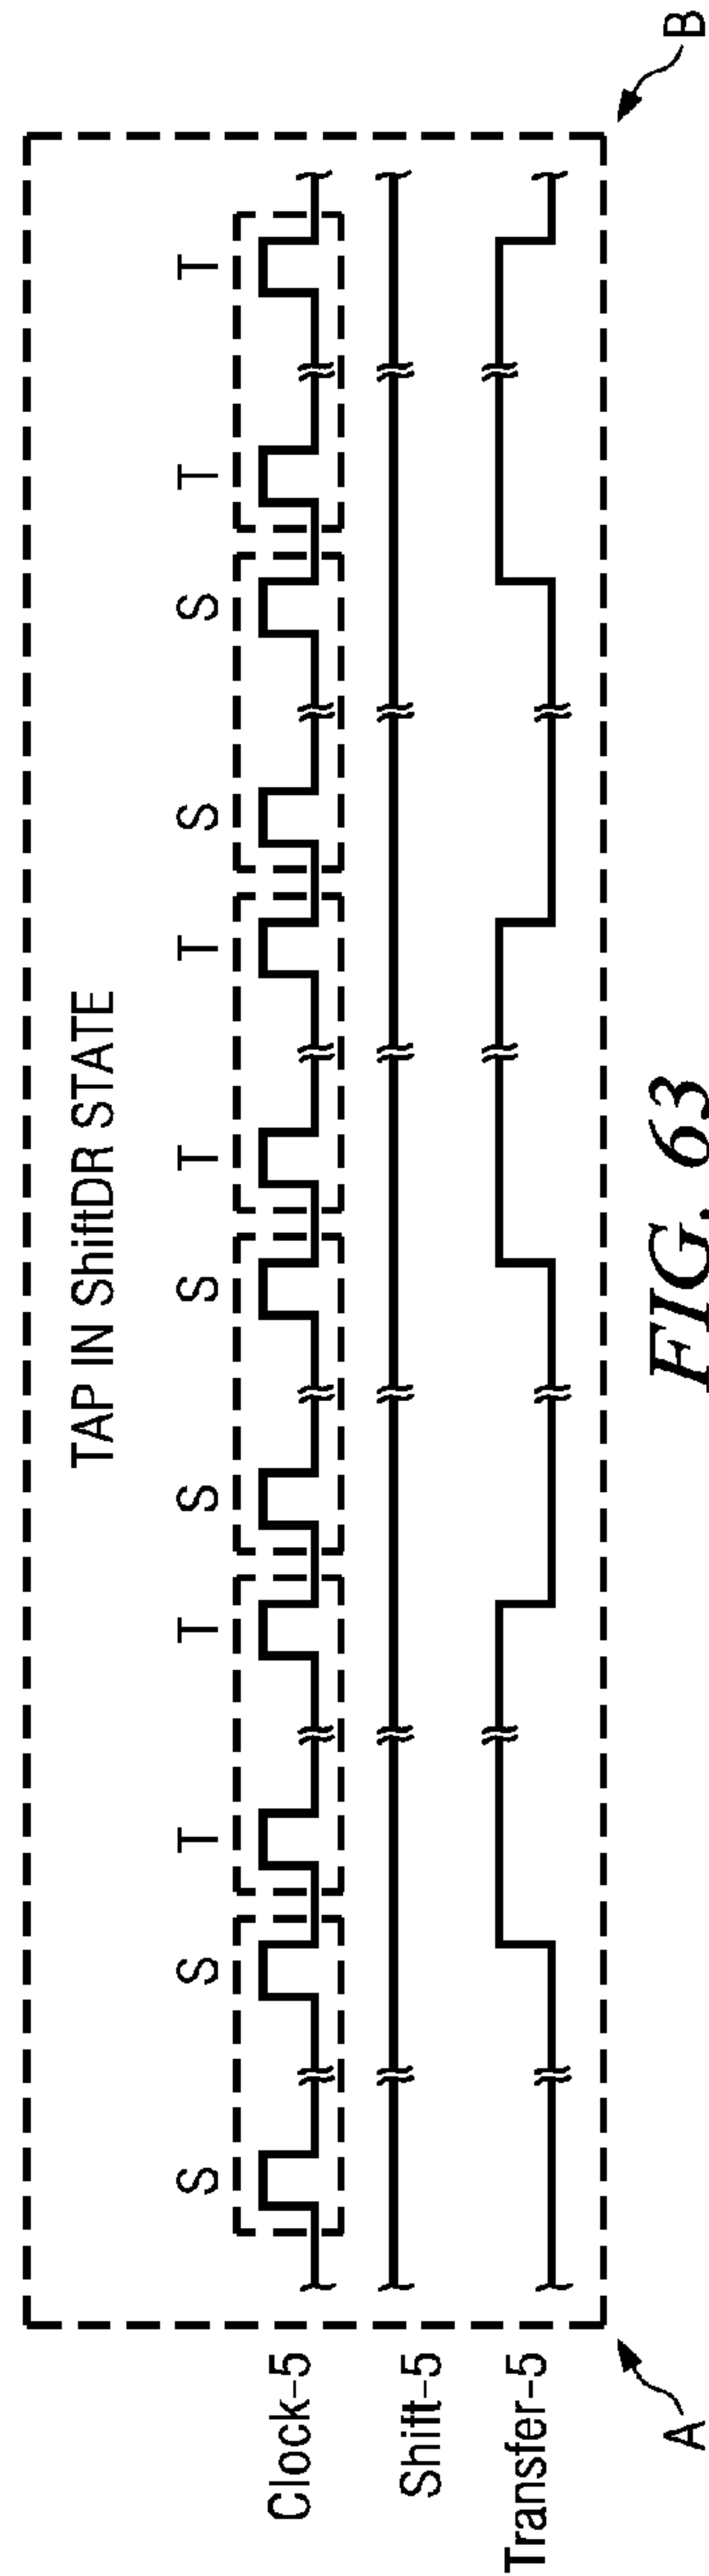 TAP IN ShiftDR STATE
S S T T S S T T S S T T
Clock-5
Shift-5
Transfer-5
A B
FIG. 63